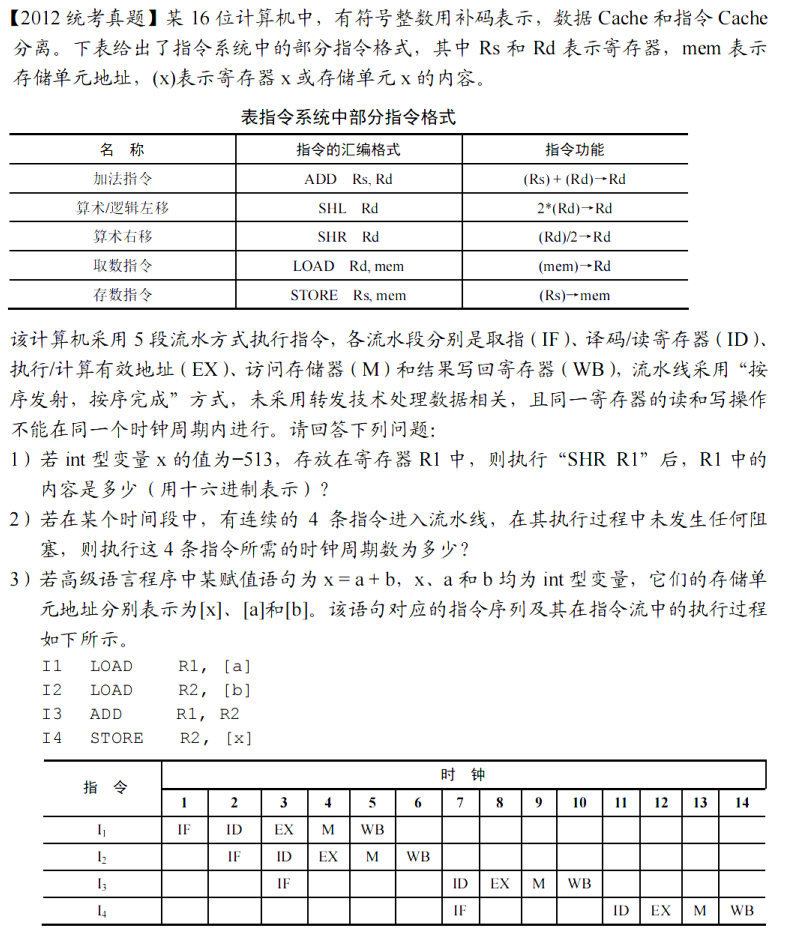 【2012 统考真题】某 16 位计算机中，有符号整数用补码表示，数据 Cache 和指令 Cache
分离。下表给出了指令系统中的部分指令格式，其中 Rs 和 Rd 表示寄存器，mem 表示
存储单元地址，(x)表示寄存器 x 或存储单元 x 的内容。
表指令系统中部分指令格式
名 称 指令的汇编格式 指令功能
加法指令 ADD Rs, Rd (Rs) + (Rd)→Rd
算术/逻辑左移 SHL Rd 2*(Rd)→Rd
算术右移 SHR Rd (Rd)/2→Rd
取数指令 LOAD Rd, mem (mem)→Rd
存数指令 STORE Rs, mem (Rs)→mem
该计算机采用 5 段流水方式执行指令，各流水段分别是取指（IF）、译码/读寄存器（ID）、
执行/计算有效地址（EX）、访问存储器（M）和结果写回寄存器（WB），流水线采用“按
序发射，按序完成”方式，未采用转发技术处理数据相关，且同一寄存器的读和写操作
不能在同一个时钟周期内进行。请回答下列问题：
1）若 int 型变量 x 的值为−513，存放在寄存器 R1 中，则执行“SHR R1”后，R1 中的
内容是多少（用十六进制表示）？
2）若在某个时间段中，有连续的 4 条指令进入流水线，在其执行过程中未发生任何阻
塞，则执行这 4 条指令所需的时钟周期数为多少？
3）若高级语言程序中某赋值语句为 x = a + b，x、a 和 b 均为 int 型变量，它们的存储单
元地址分别表示为[x]、[a]和[b]。该语句对应的指令序列及其在指令流中的执行过程
如下所示。
I1 LOAD R1, [a]
I2 LOAD R2, [b]
I3 ADD R1, R2
I4 STORE R2, [x]
指 令 时 钟
1 2 3 4 5 6 7 8 9 10 11 12 13 14
I₁ IF ID EX M WB
I₂ IF ID EX M WB
I₃ IF ID EX M WB
I₄ IF ID EX M WB